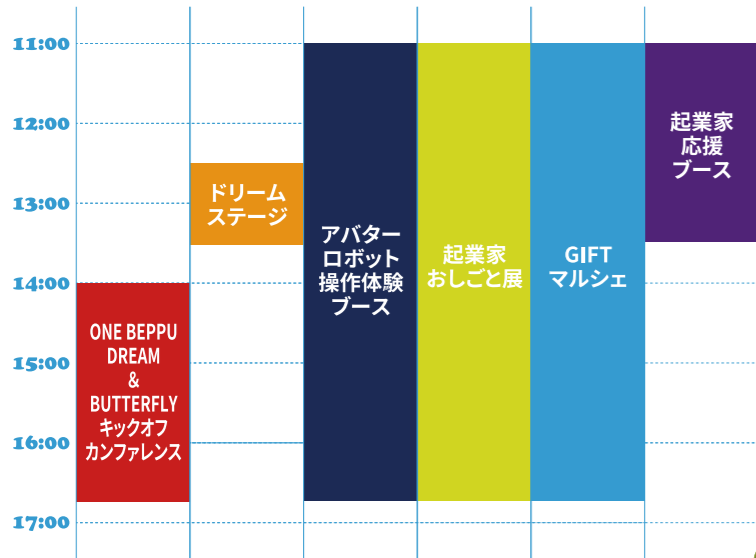 11:00
12:00
13:00
14:00
15:00
16:00
17:00
ONE BEPPU
DREAM
&
BUTTERFLY
キックオフ
カンファレンス
ドリーム
ステージ
アバター
ロボット
操作体験
ブース
起業家
おしごと展
GIFT
マルシェ
起業家
応援
ブース